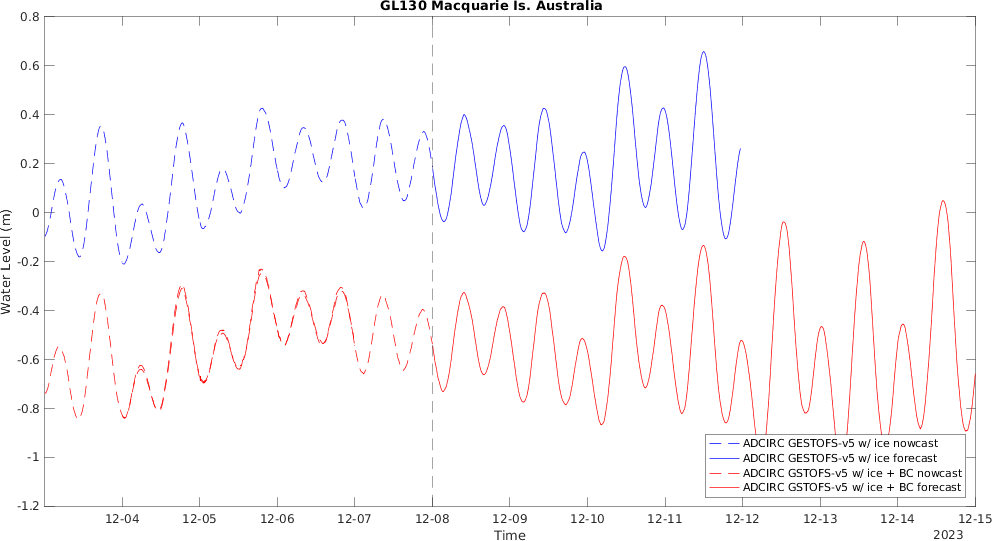 GL130 Macquarie Is. Australia
0.8
0.6
0.4
0.2
0
-0.2
-0.4
-0.6
-0.8
-1
-1.2
Water Level (m)
ADCIRC GESTOFS-v5 w/ ice nowcast
ADCIRC GESTOFS-v5 w/ ice forecast
ADCIRC GSTOFS-v5 w/ ice + BC nowcast
ADCIRC GSTOFS-v5 w/ ice + BC forecast
12-04 12-05 12-06 12-07 12-08 12-09 12-10 12-11 12-12 12-13 12-14 12-15
Time
2023